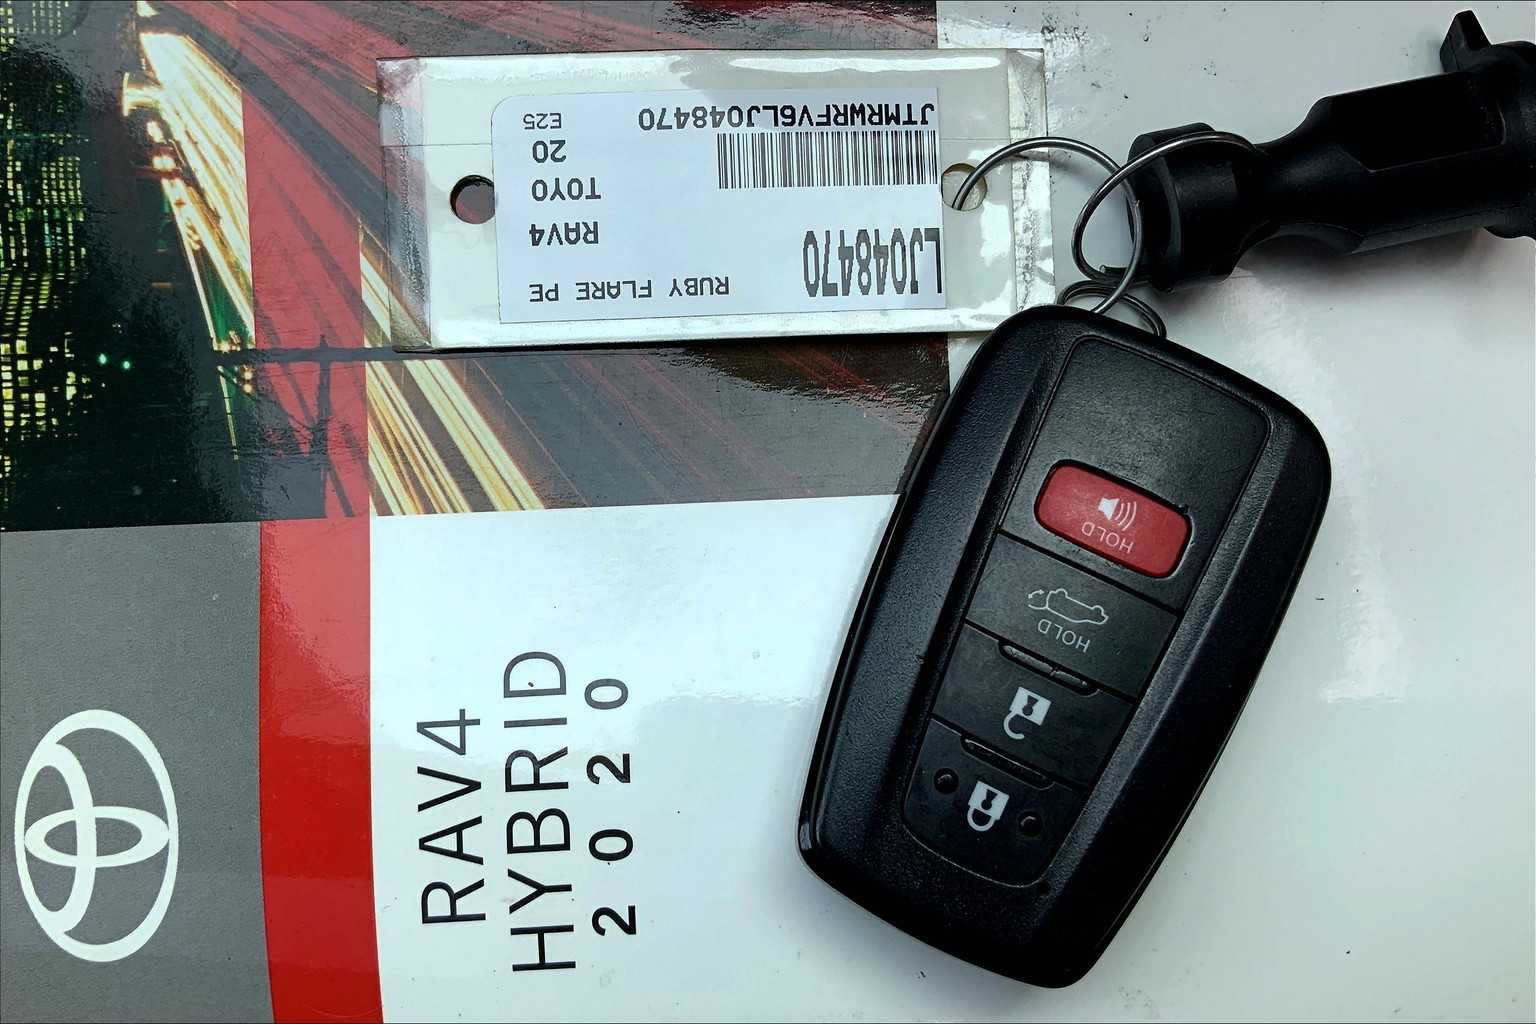 JTMRWRFV6LJ048470
E25
20
TOYO
RAV4
LJ048470
RUBY FLARE PE
HOLD
HOLD
RAV4
HYBRID
2020